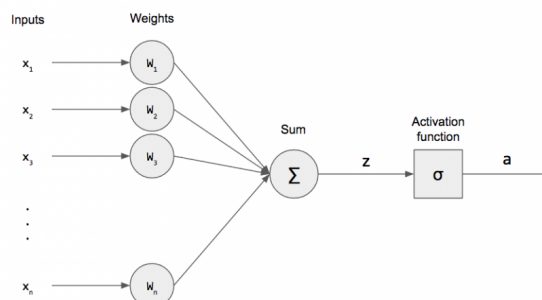 Inputs
Weights
x₁
W₁
x₂
W₂
x₃
W₃
Sum
Σ
z
Activation
function
σ
a
.
.
.
xₙ
Wₙ